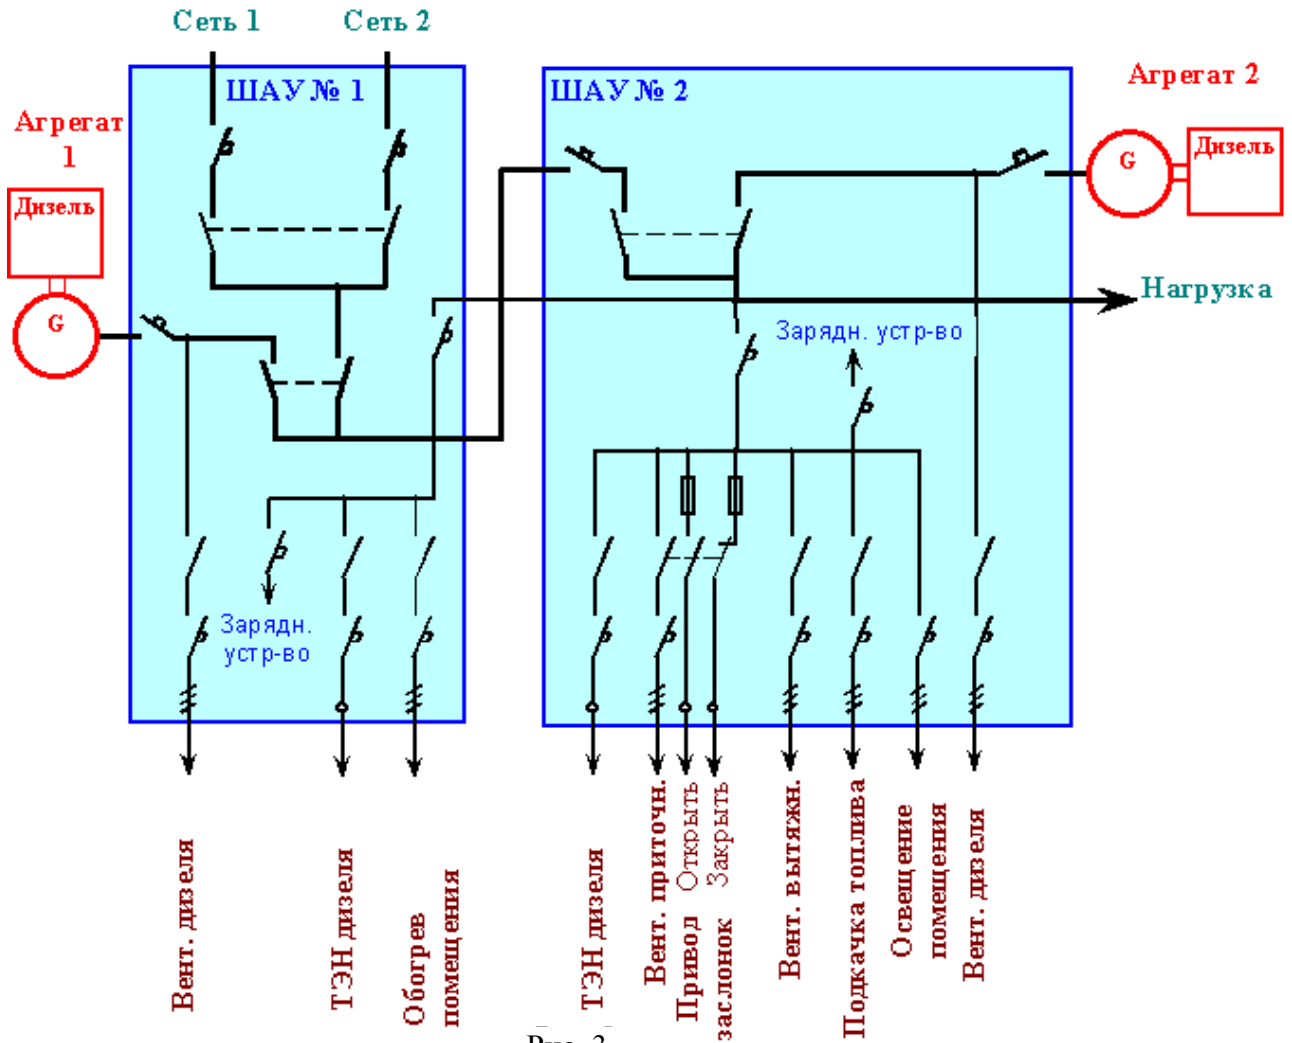 Сеть 1
Сеть 2
ШАУ № 1
ШАУ № 2
Агрегат 2
Агрегат
1
Дизель
G
G
Дизель
Нагрузка
Зарядн. устр-во
Зарядн.
устр-во
Вент. дизеля
ТЭН дизеля
Обогрев
помещения
ТЭН дизеля
Вент. приточн.
Привод
заслонок
Открыть
Закрыть
Вент. вытяжн.
Подкачка топлива
Освещение
помещения
Вент. дизеля